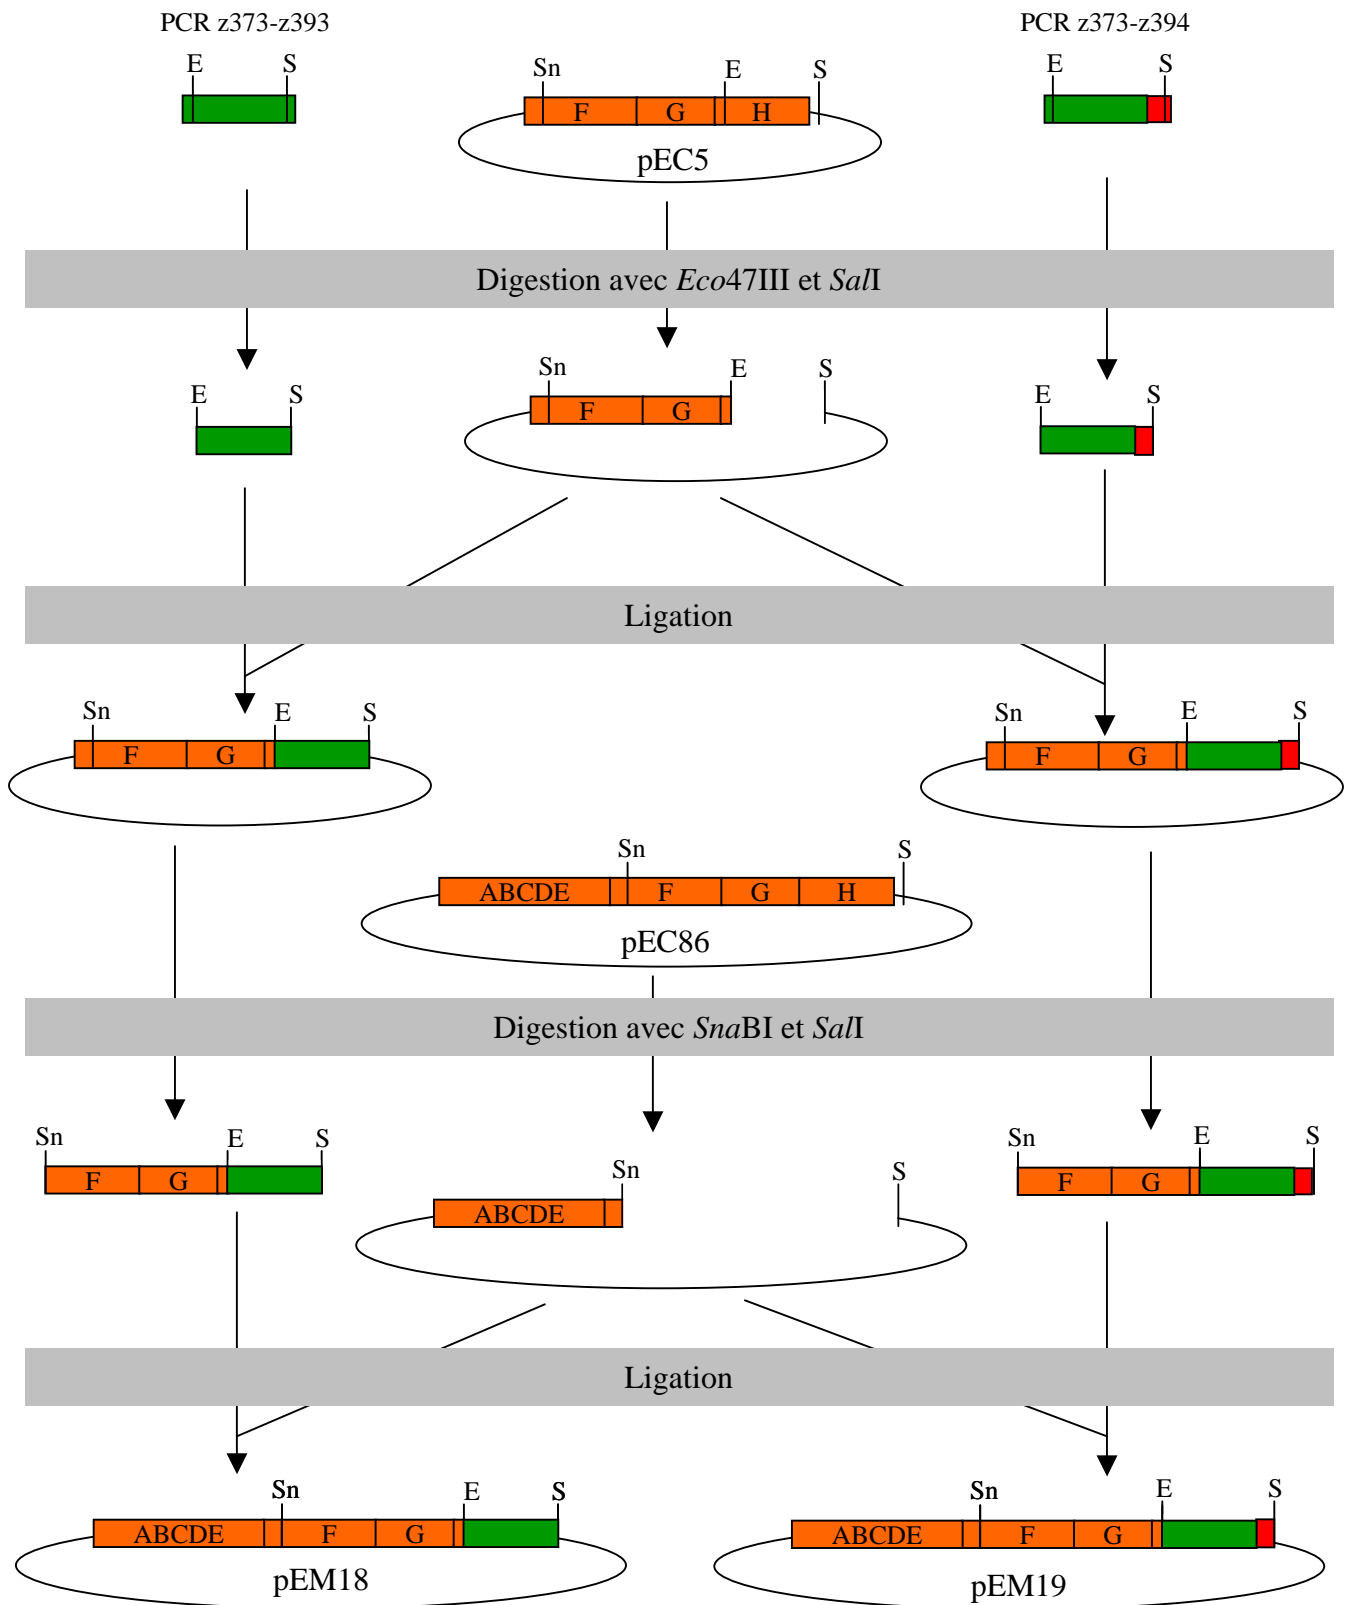 PCR z373-z393
PCR z373-z394
E S
Sn E S
E S
F G H
pEC5
Digestion avec Eco47III et SalI
E S
Sn E S
E S
F G
Ligation
Sn E S
F G
Sn E S
F G
Sn S
ABCDE F G H
pEC86
Digestion avec SnaBI et SalI
Sn E S
F G
Sn S
ABCDE
Sn E S
F G
Ligation
Sn E S
ABCDE F G
pEM18
Sn E S
ABCDE F G
pEM19